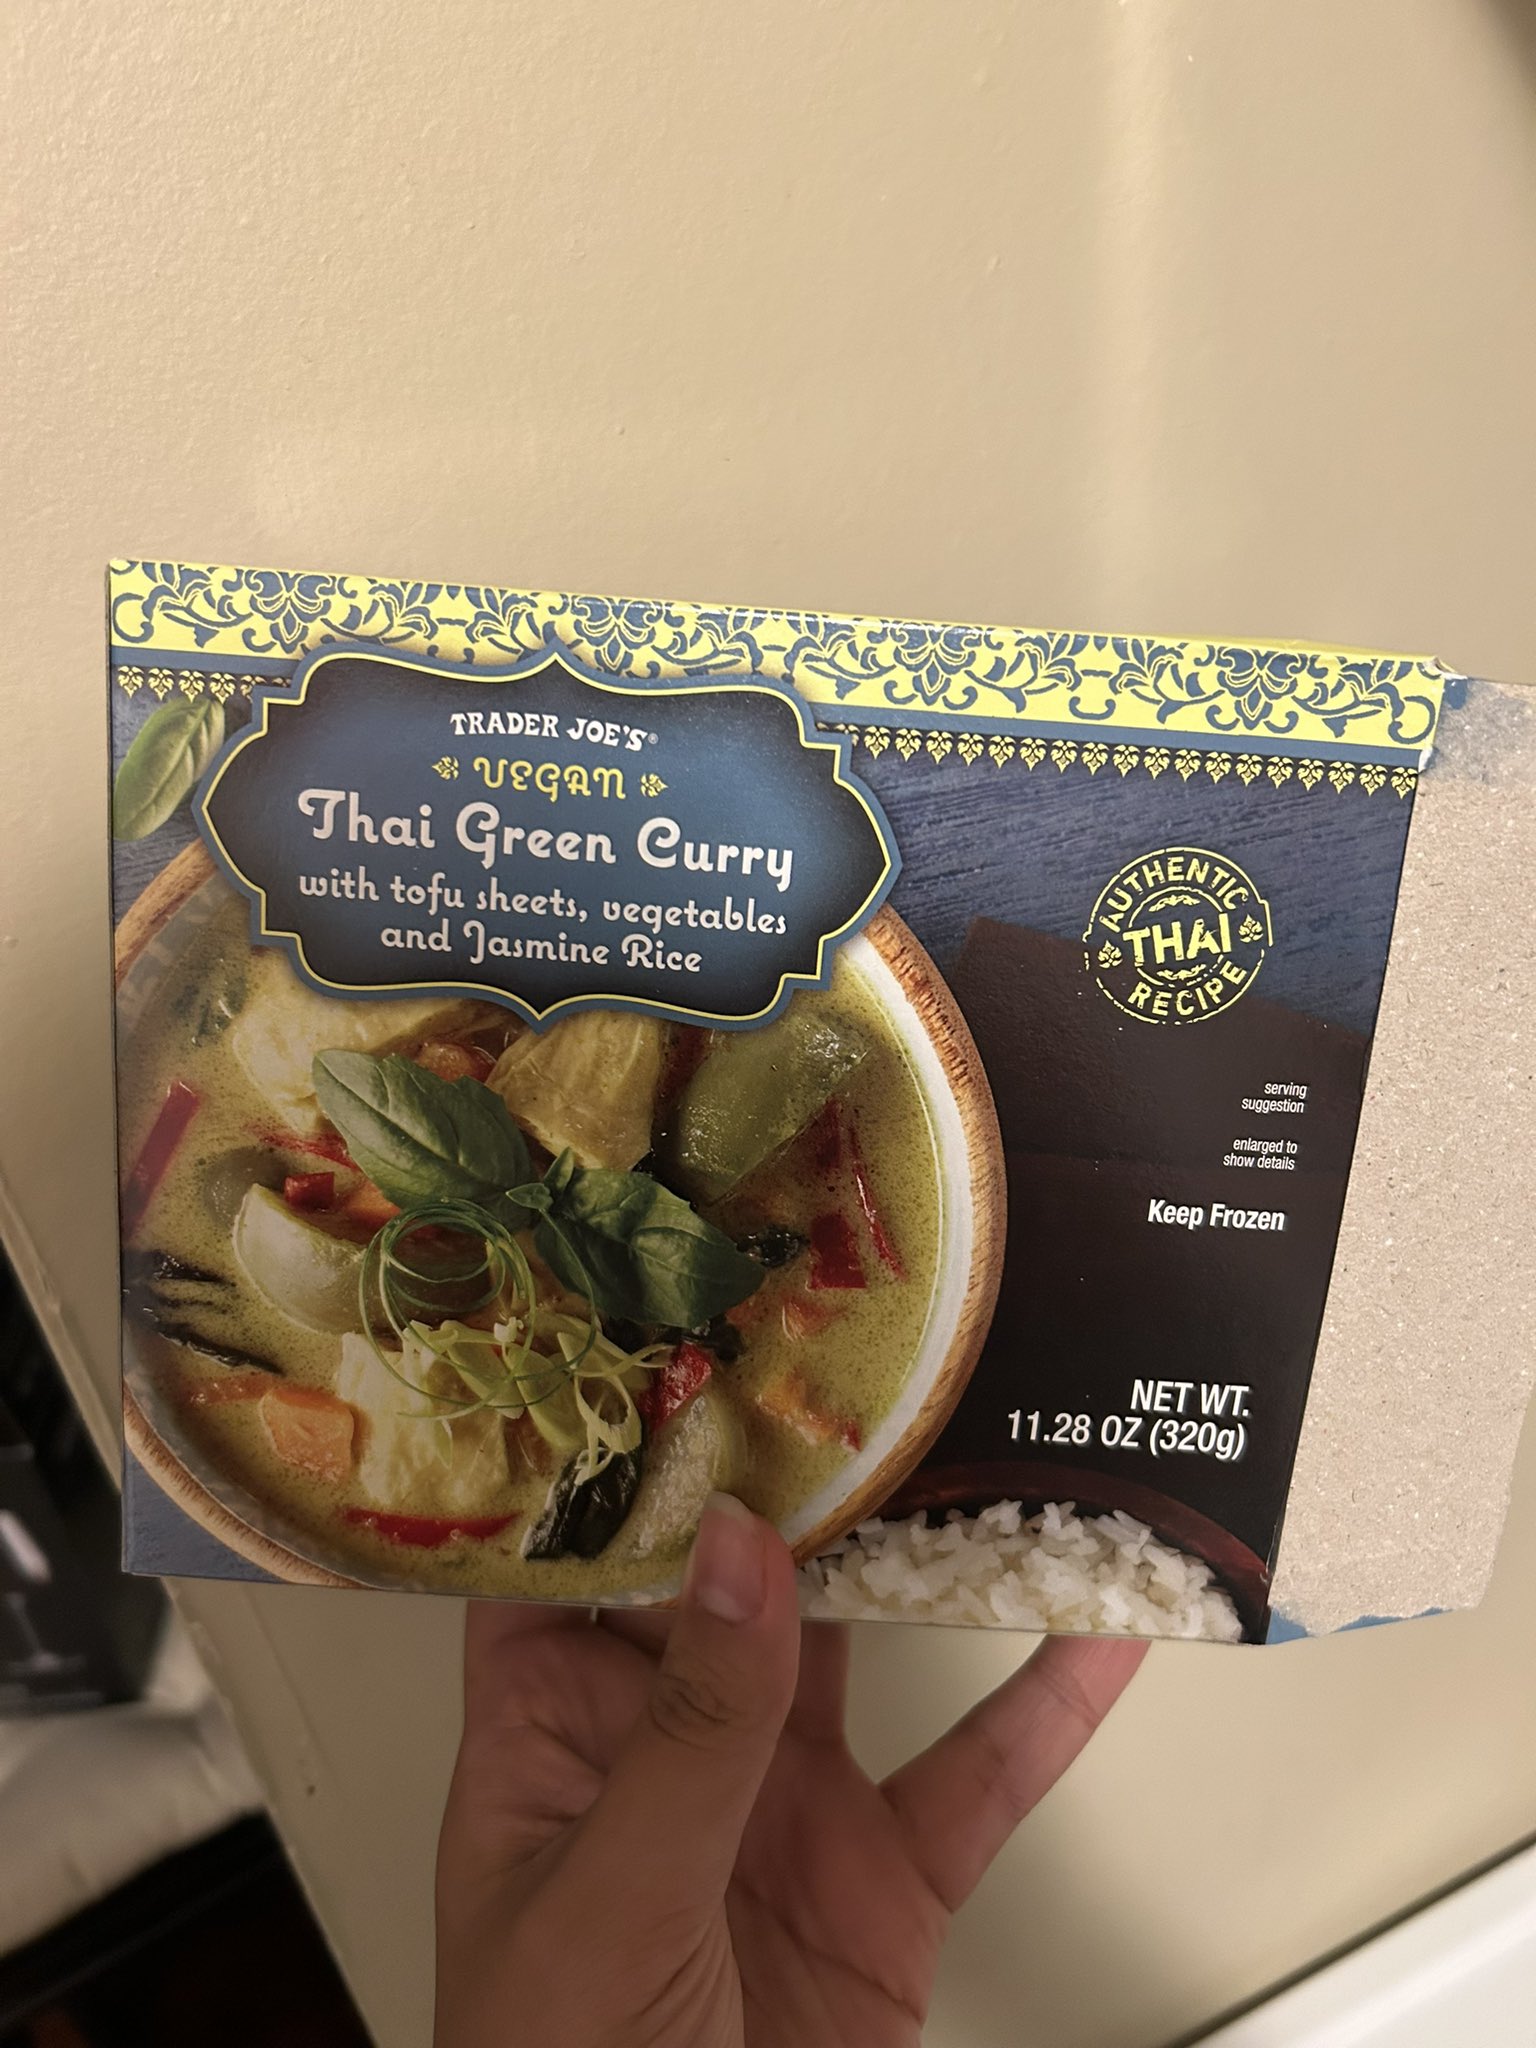 TRADER JOE'S®
VEGAN
Thai Green Curry
with tofu sheets, vegetables
and Jasmine Rice
AUTHENTIC
THAI
RECIPE
serving
suggestion
enlarged to
show details
Keep Frozen
NET WT.
11.28 OZ (320g)